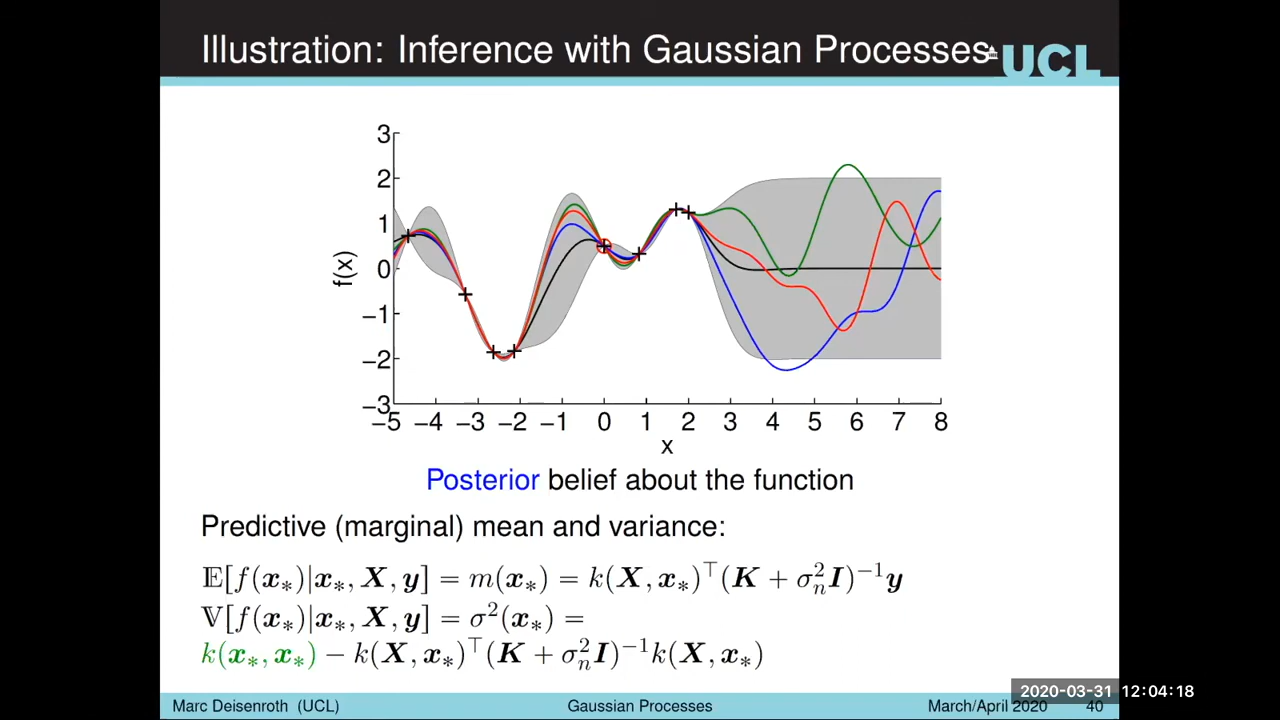 Illustration: Inference with Gaussian Processes
UCL
3
2
1
0
−1
−2
−3
f(x)
−5 −4 −3 −2 −1 0 1 2 3 4 5 6 7 8
x
Posterior belief about the function
Predictive (marginal) mean and variance:
𝔼[f(x∗)|x∗, X, y] = m(x∗) = k(X, x∗)⊤(K + σₙ²I)⁻¹y
𝕍[f(x∗)|x∗, X, y] = σ²(x∗) =
k(x∗, x∗) − k(X, x∗)⊤(K + σₙ²I)⁻¹k(X, x∗)
2020-03-31 12:04:18
Marc Deisenroth (UCL) Gaussian Processes March/April 2020 40